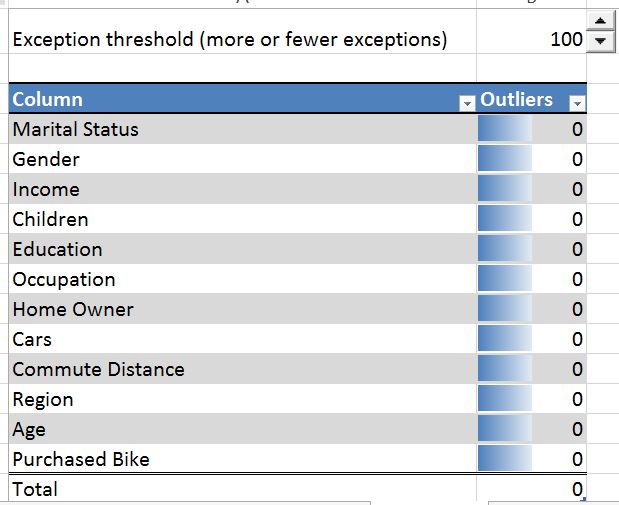 Exception threshold (more or fewer exceptions) 100
Column Outliers
Marital Status 0
Gender 0
Income 0
Children 0
Education 0
Occupation 0
Home Owner 0
Cars 0
Commute Distance 0
Region 0
Age 0
Purchased Bike 0
Total 0